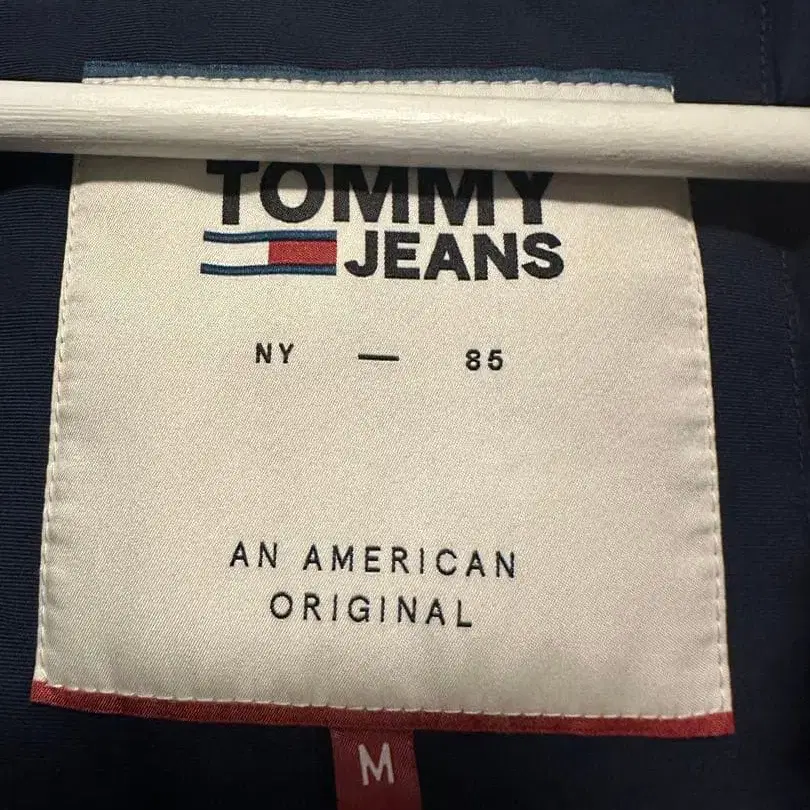 TOMMY
JEANS
NY — 85
AN AMERICAN
ORIGINAL
M